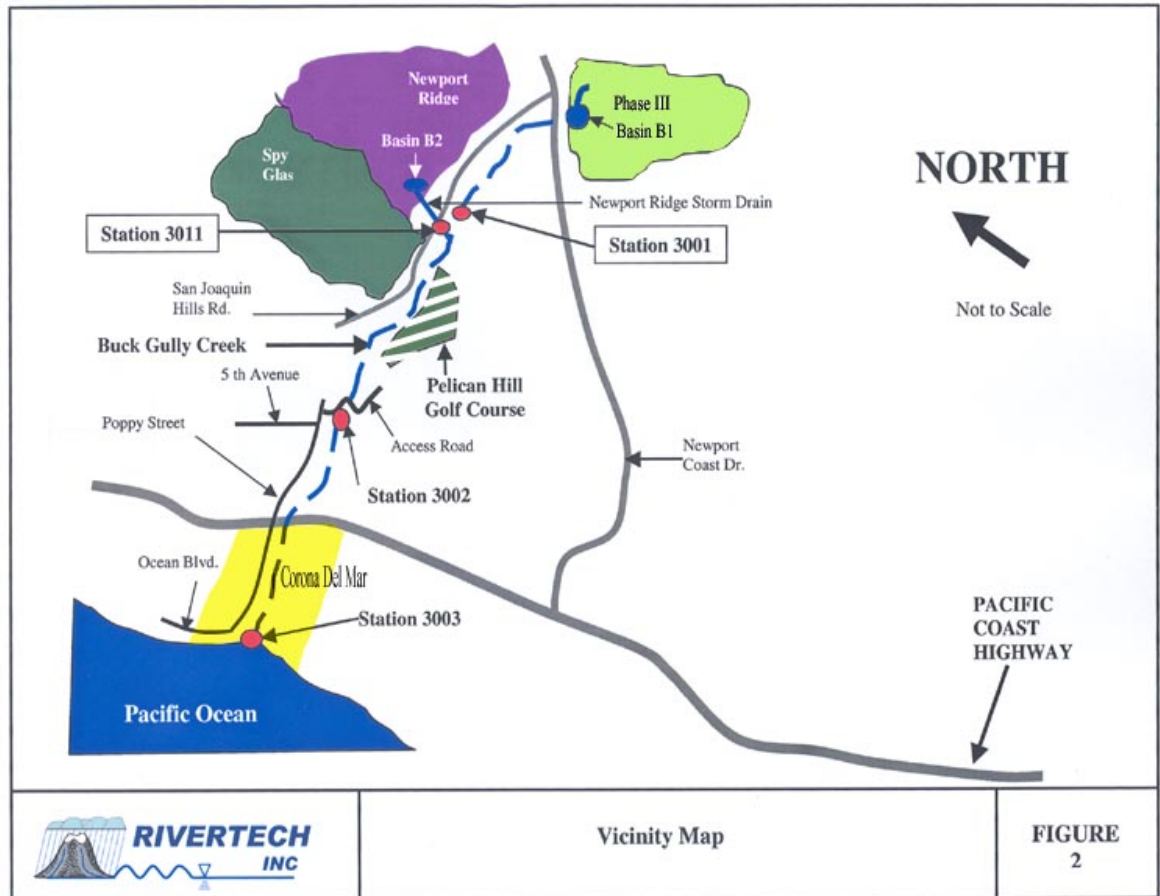 Newport
Ridge
Phase III
Basin B1
Basin B2
Spy
Glas
NORTH
Newport Ridge Storm Drain
Station 3011
Station 3001
San Joaquin
Hills Rd.
Not to Scale
Buck Gully Creek
5 th Avenue
Pelican Hill
Golf Course
Poppy Street
Access Road
Newport
Coast Dr.
Station 3002
Ocean Blvd.
Corona Del Mar
Station 3003
PACIFIC
COAST
HIGHWAY
Pacific Ocean
RIVERTECH
INC
Vicinity Map
FIGURE
2